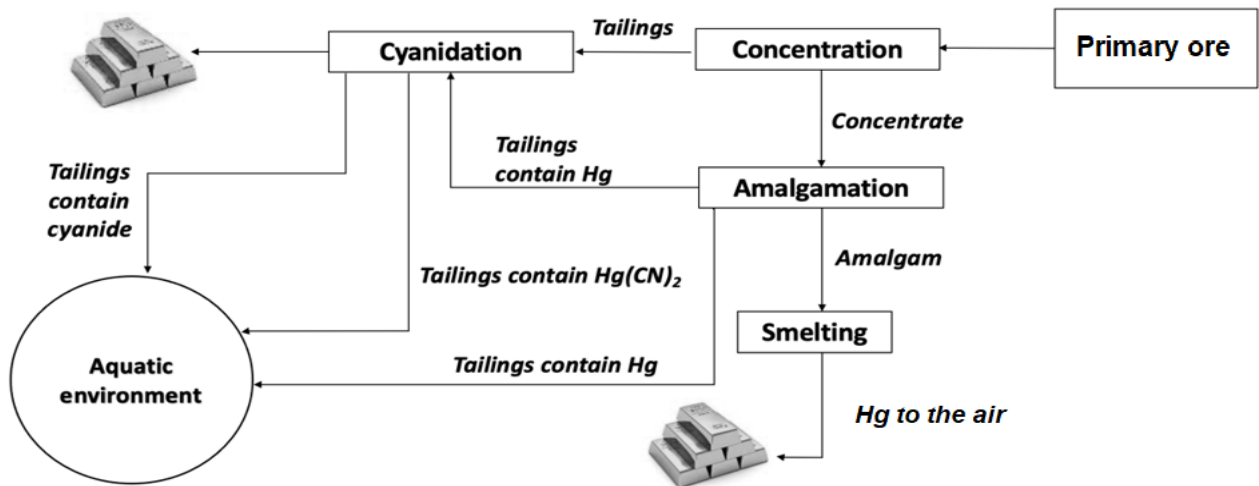 Cyanidation
Tailings
Concentration
Primary ore
Concentrate
Tailings
contain Hg
Tailings
contain
cyanide
Amalgamation
Amalgam
Tailings contain Hg(CN)₂
Smelting
Aquatic
environment
Tailings contain Hg
Hg to the air